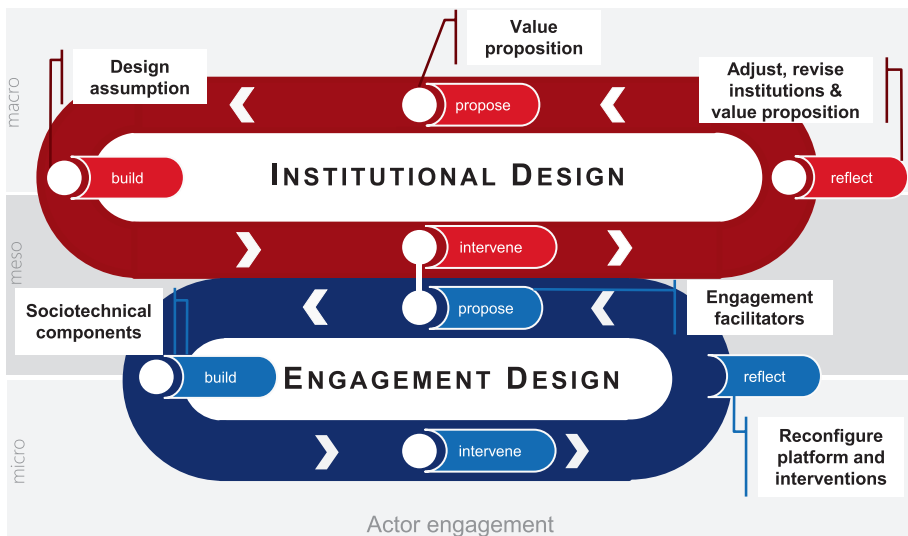 Value
proposition
Design
assumption
Adjust, revise
institutions &
value proposition
macro
propose
build
INSTITUTIONAL DESIGN
reflect
meso
intervene
propose
Sociotechnical
components
Engagement
facilitators
build
ENGAGEMENT DESIGN
reflect
micro
intervene
Reconfigure
platform and
interventions
Actor engagement